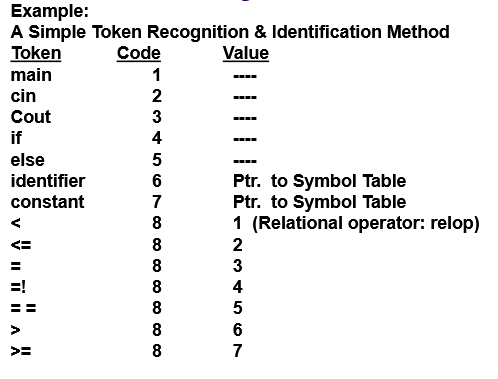 Example:
A Simple Token Recognition & Identification Method
Token Code Value
main 1 ----
cin 2 ----
Cout 3 ----
if 4 ----
else 5 ----
identifier 6 Ptr. to Symbol Table
constant 7 Ptr. to Symbol Table
< 8 1 (Relational operator: relop)
<= 8 2
= 8 3
=! 8 4
= = 8 5
> 8 6
>= 8 7